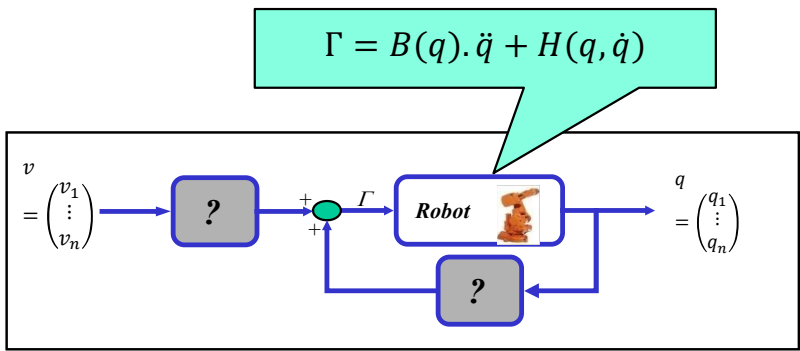 Γ = B(q). q̈ + H(q, q̇)
v
= (v₁ ⋮ vₙ)
?
+
+
Γ
Robot
q
= (q₁ ⋮ qₙ)
?